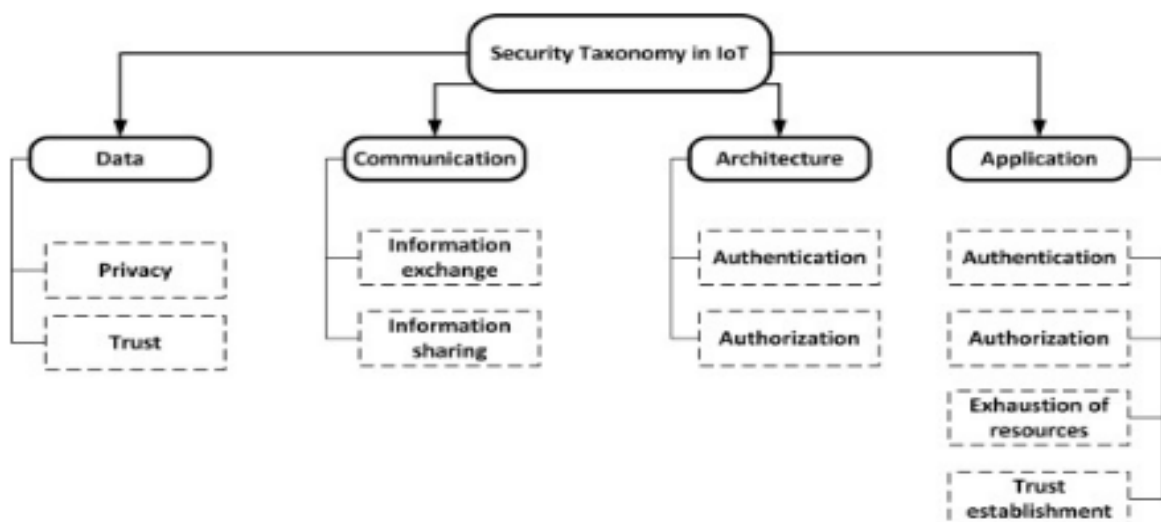 Security Taxonomy in IoT
Data
Communication
Architecture
Application
Privacy
Trust
Information
exchange
Information
sharing
Authentication
Authorization
Authentication
Authorization
Exhaustion of
resources
Trust
establishment